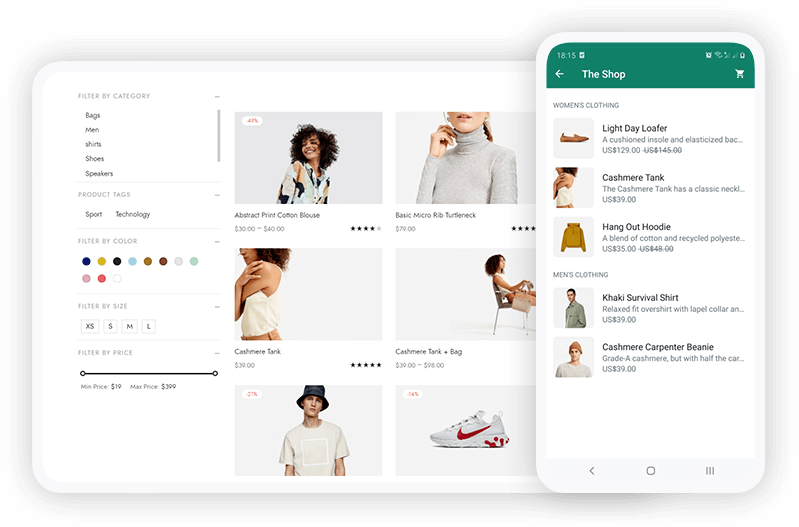 FILTER BY CATEGORY
Bags
Men
shirts
Shoes
Speakers
PRODUCT TAGS
Sport Technology
FILTER BY COLOR
FILTER BY SIZE
XS S M L
FILTER BY PRICE
Min Price: $19 Max Price: $399
-49%
Abstract Print Cotton Blouse
$30.00 – $40.00
Basic Micro Rib Turtleneck
$79.00
Cashmere Tank
$39.00
Cashmere Tank + Bag
$39.00 – $98.00
-21%
-14%
18:15
The Shop
WOMEN'S CLOTHING
Light Day Loafer
A cushioned insole and elasticized bac...
US$129.00 US$145.00
Cashmere Tank
The Cashmere Tank has a classic neckl...
US$39.00
Hang Out Hoodie
A blend of cotton and recycled polyeste...
US$35.00 US$48.00
MEN'S CLOTHING
Khaki Survival Shirt
Relaxed fit overshirt with lapel collar an...
US$39.00
Cashmere Carpenter Beanie
Grade-A cashmere, but with half the car...
US$39.00